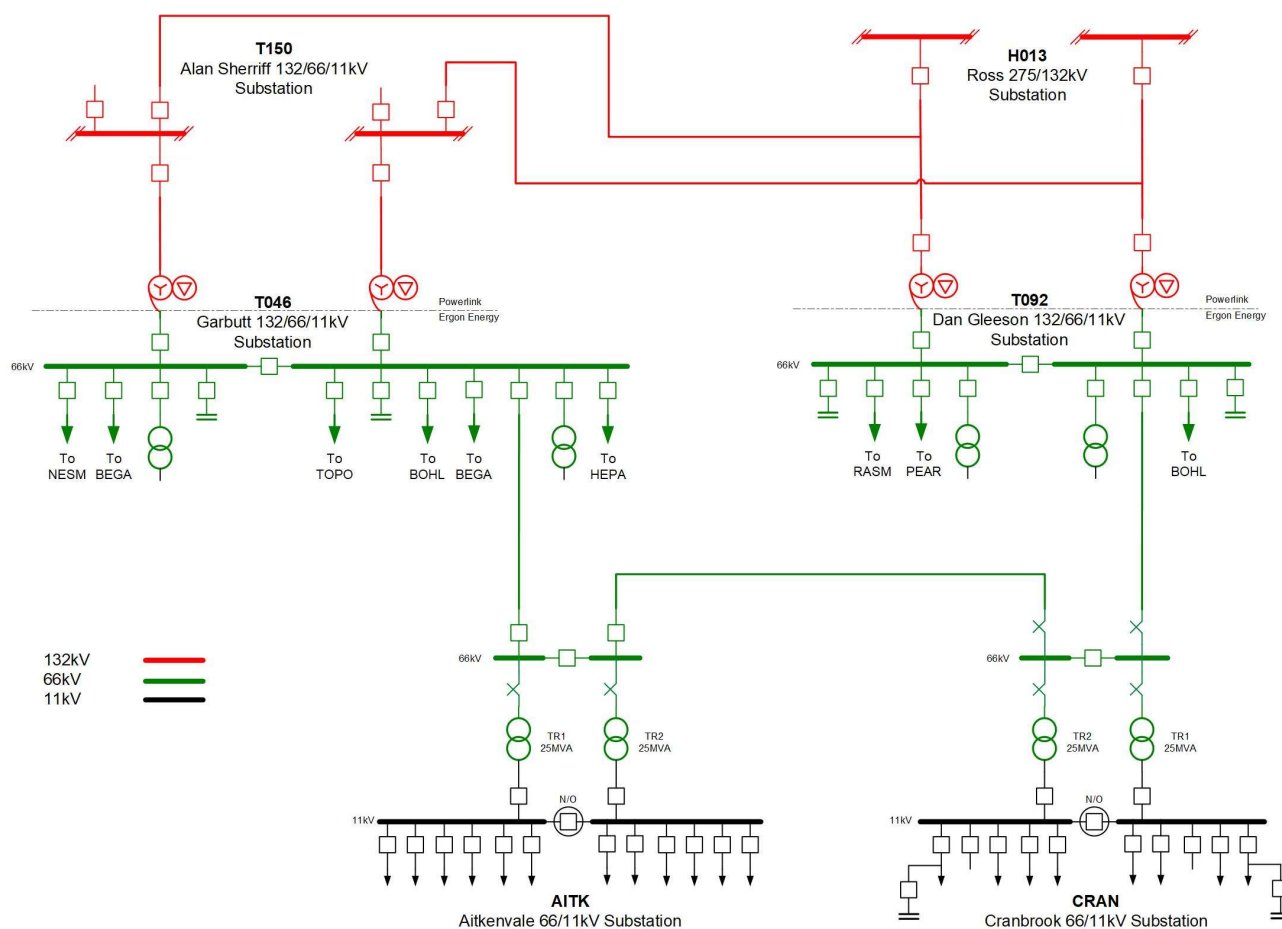 T150
Alan Sherriff 132/66/11kV
Substation
H013
Ross 275/132kV
Substation
T046
Garbutt 132/66/11kV
Substation
Powerlink
Ergon Energy
T092
Dan Gleeson 132/66/11kV
Substation
Powerlink
Ergon Energy
66kV
66kV
To
NESM
To
BEGA
To
TOPO
To
BOHL
To
BEGA
To
HEPA
To
RASM
To
PEAR
To
BOHL
132kV
66kV
11kV
66kV
66kV
TR1
25MVA
TR2
25MVA
TR2
25MVA
TR1
25MVA
N/O
N/O
11kV
11kV
AITK
Aitkenvale 66/11kV Substation
CRAN
Cranbrook 66/11kV Substation